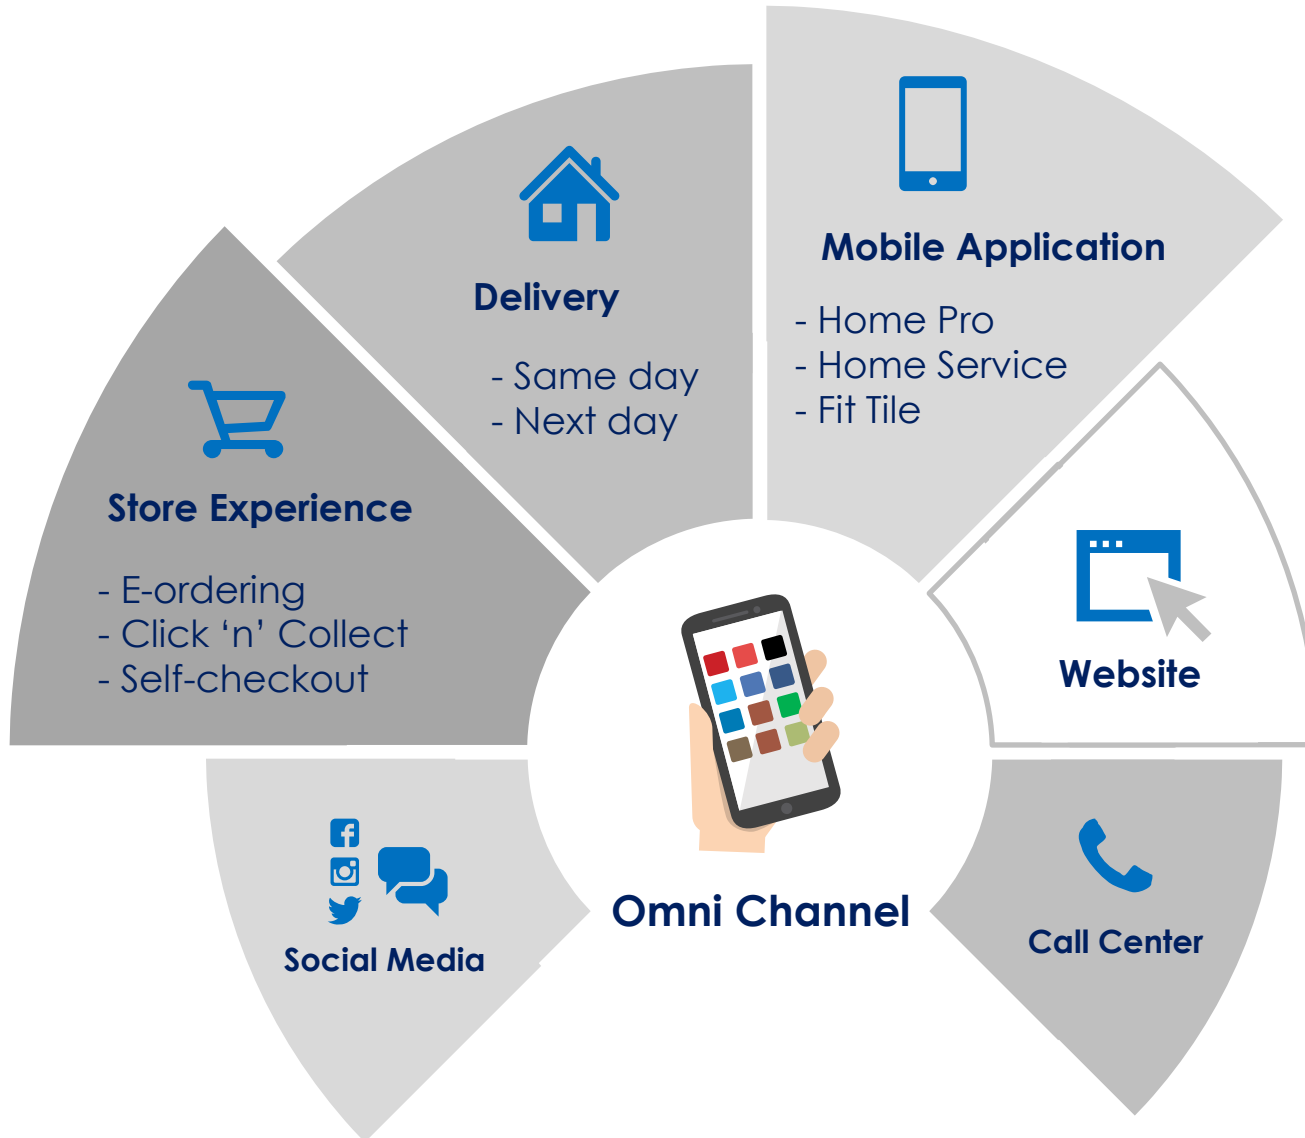 Mobile Application
- Home Pro
- Home Service
- Fit Tile
Delivery
- Same day
- Next day
Store Experience
- E-ordering
- Click ‘n’ Collect
- Self-checkout
Website
Omni Channel
Social Media
Call Center